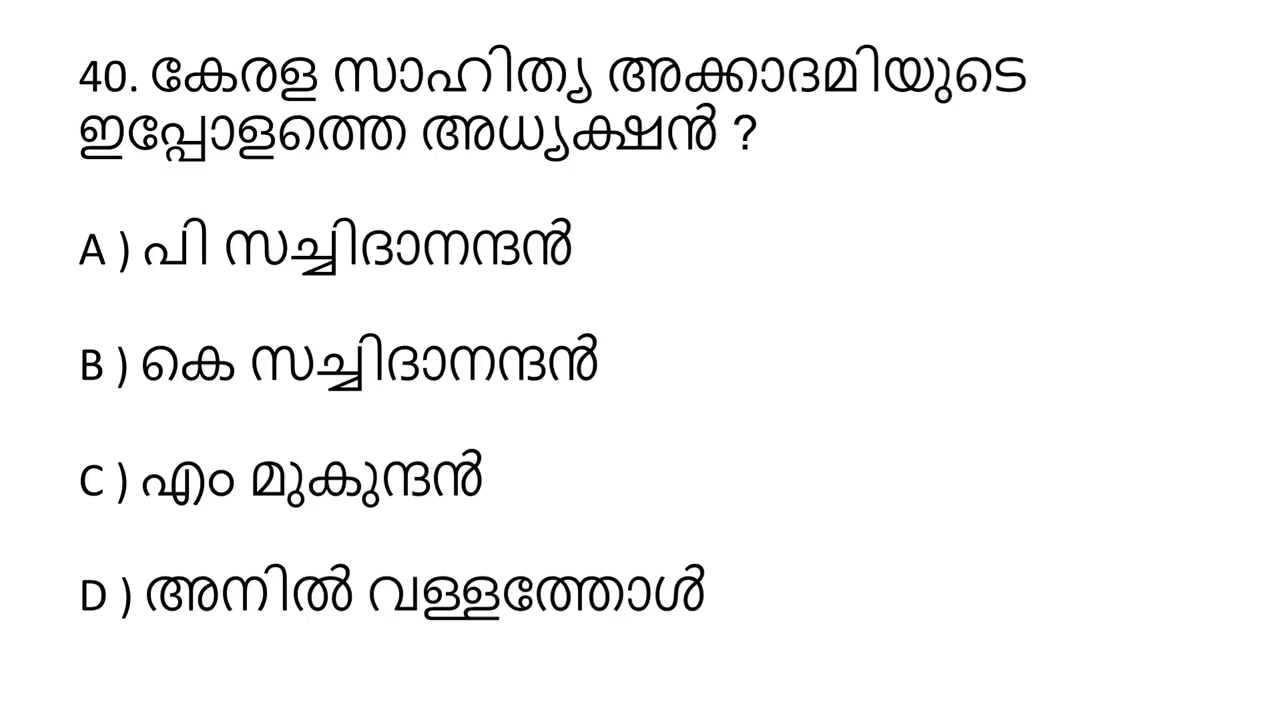 40. കേരള സാഹിത്യ അക്കാദമിയുടെ
ഇപ്പോളത്തെ അധ്യക്ഷൻ ?
A ) പി സച്ചിദാനന്ദൻ
B ) കെ സച്ചിദാനന്ദൻ
C ) എം മുകുന്ദൻ
D ) അനിൽ വള്ളത്തോൾ